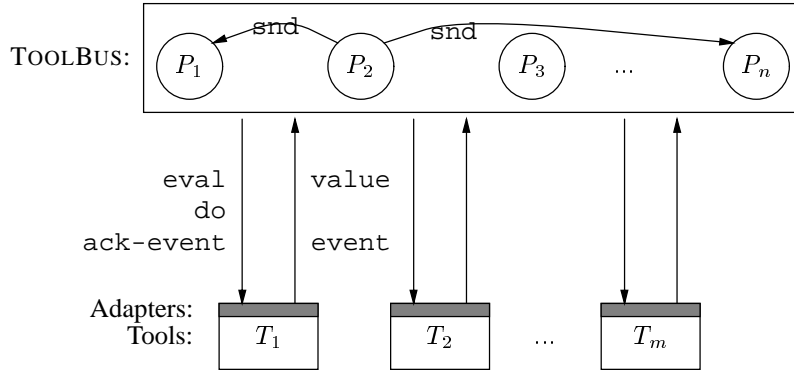 snd snd
TOOLBUS: P1 P2 P3 ... Pn
eval value
do
ack-event event
Adapters:
Tools: T1 T2 ... Tm